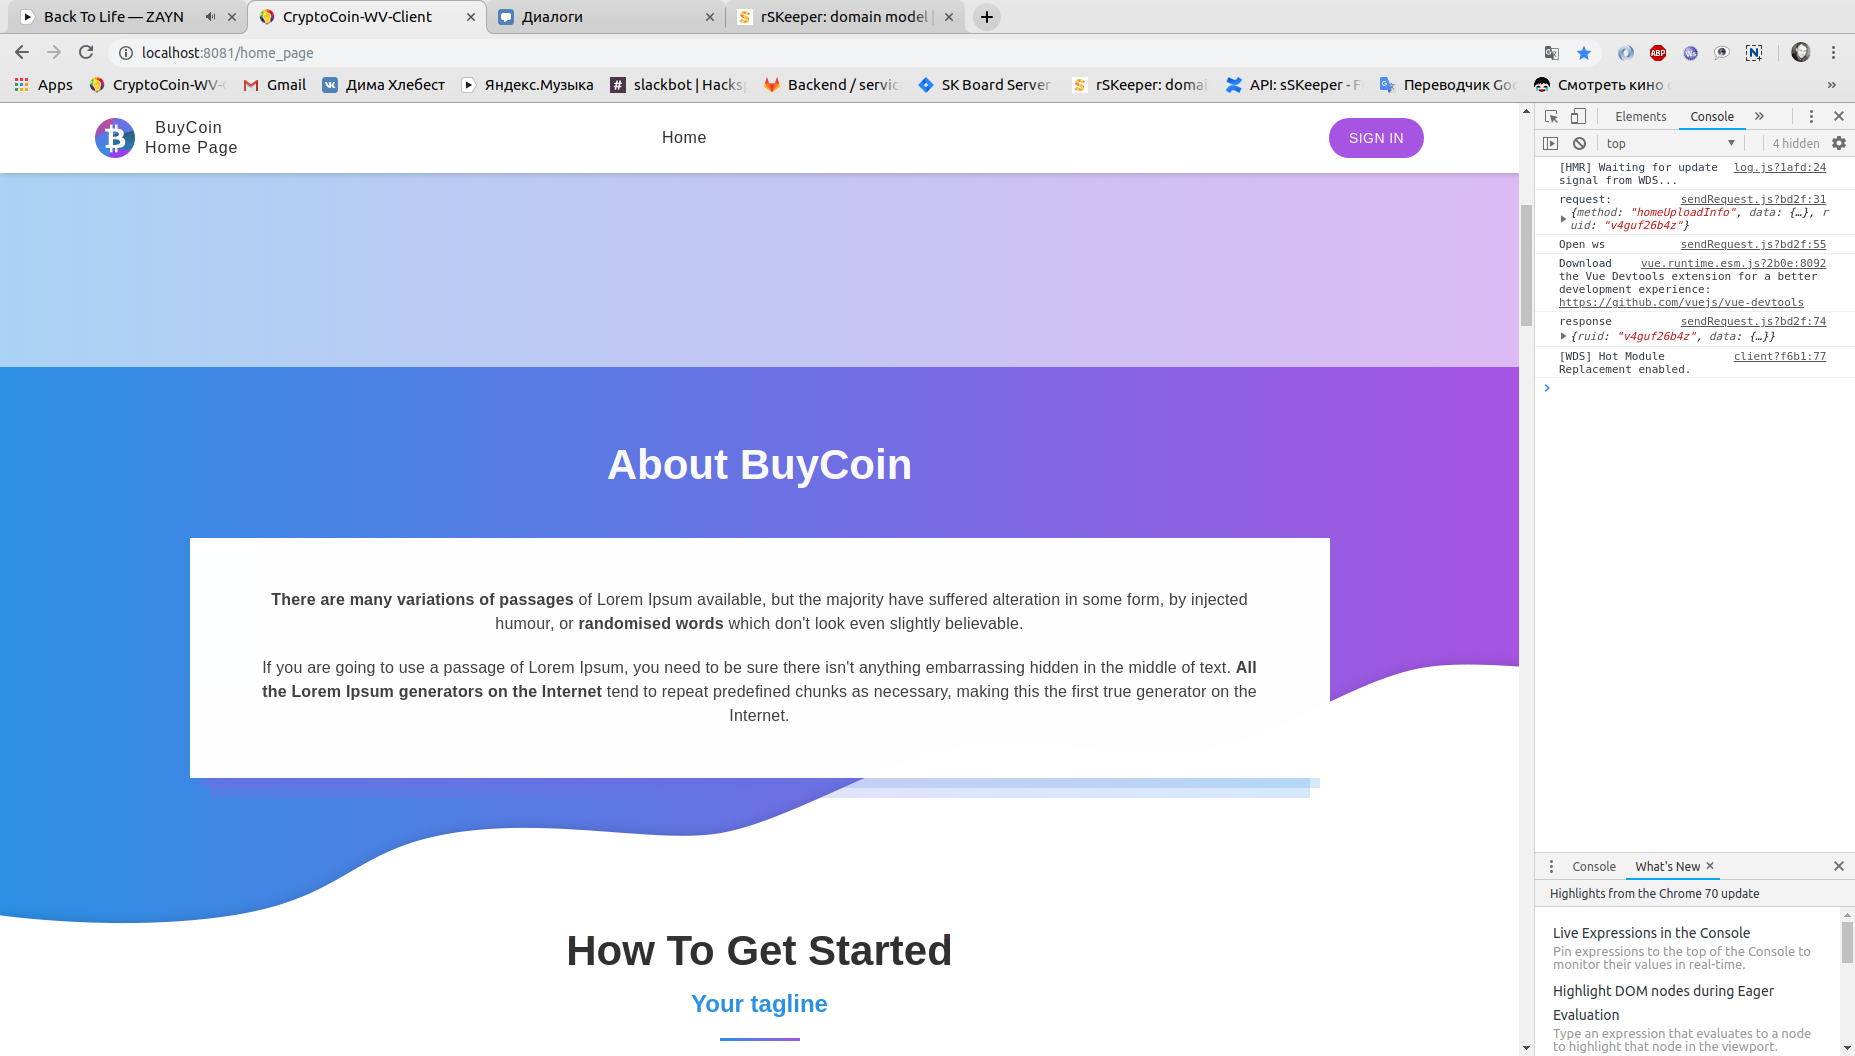 Back To Life — ZAYN
CryptoCoin-WV-Client
Диалоги
rSKeeper: domain model
localhost:8081/home_page
Apps
CryptoCoin-WV-
Gmail
Дима Хлебест
Яндекс.Музыка
slackbot | Hacks
Backend / servic
SK Board Server
rSKeeper: domai
API: sSKeeper - F
Переводчик Goo
Смотреть кино
»
BuyCoin
Home Page
Home
SIGN IN
About BuyCoin
There are many variations of passages of Lorem Ipsum available, but the majority have suffered alteration in some form, by injected
humour, or randomised words which don't look even slightly believable.
If you are going to use a passage of Lorem Ipsum, you need to be sure there isn't anything embarrassing hidden in the middle of text. All
the Lorem Ipsum generators on the Internet tend to repeat predefined chunks as necessary, making this the first true generator on the
Internet.
How To Get Started
Your tagline
Elements Console »
top 4 hidden
[HMR] Waiting for update log.js?1afd:24
signal from WDS...
request: sendRequest.js?bd2f:31
{method: "homeUploadInfo", data: {…}, r
uid: "v4guf26b4z"}
Open ws sendRequest.js?bd2f:55
Download vue.runtime.esm.js?2b0e:8092
the Vue Devtools extension for a better
development experience:
https://github.com/vuejs/vue-devtools
response sendRequest.js?bd2f:74
{ruid: "v4guf26b4z", data: {…}}
[WDS] Hot Module client?f6b1:77
Replacement enabled.
Console What's New
Highlights from the Chrome 70 update
Live Expressions in the Console
Pin expressions to the top of the Console to
monitor their values in real-time.
Highlight DOM nodes during Eager
Evaluation
Type an expression that evaluates to a node
to highlight that node in the viewport.